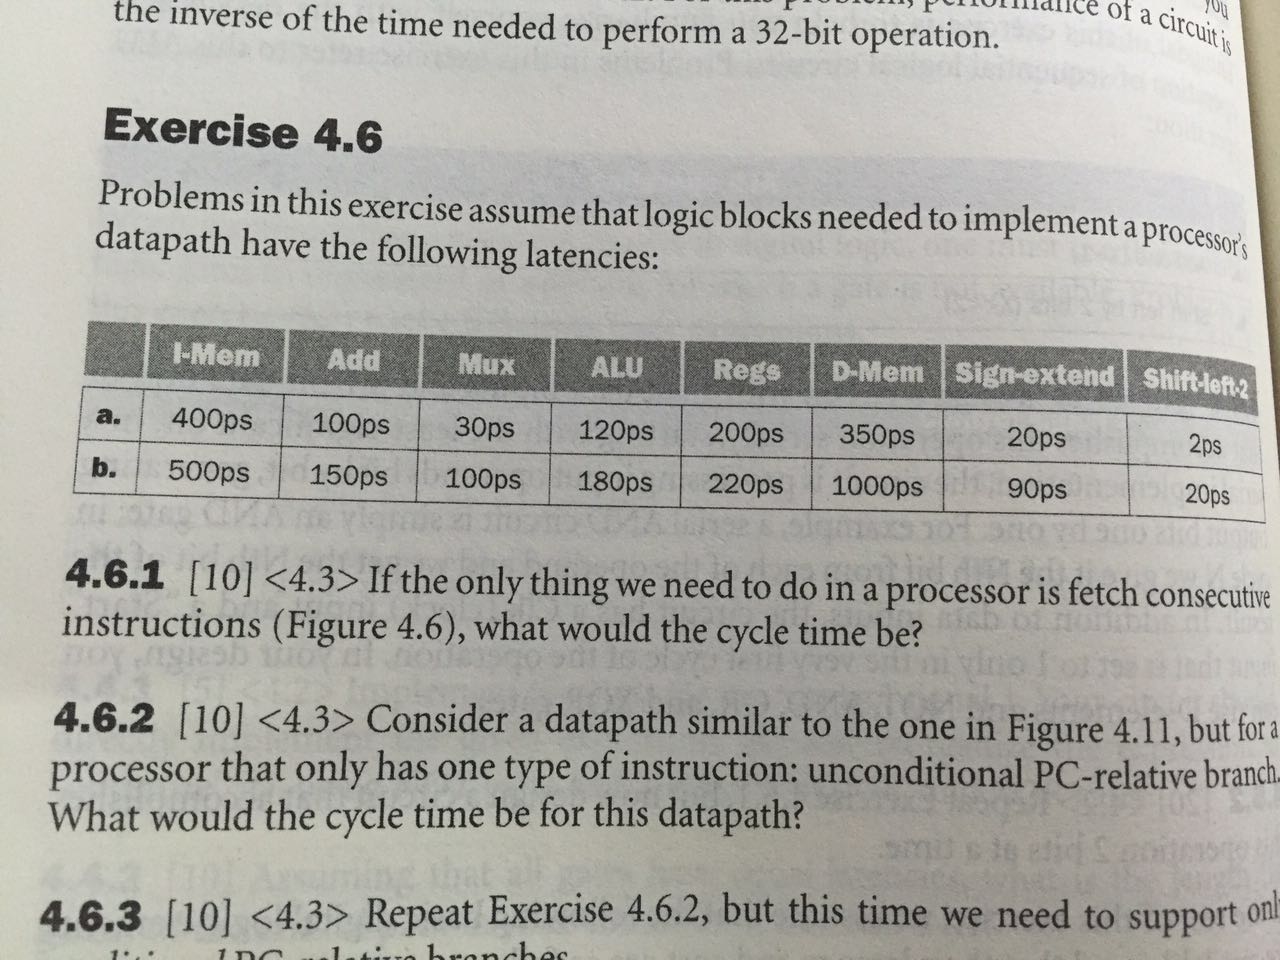 you
performance of a circuit is
the inverse of the time needed to perform a 32-bit operation.
Exercise 4.6
Problems in this exercise assume that logic blocks needed to implement a processor's
datapath have the following latencies:
I-Mem Add Mux ALU Regs D-Mem Sign-extend Shift-left-2
a. 400ps 100ps 30ps 120ps 200ps 350ps 20ps 2ps
b. 500ps 150ps 100ps 180ps 220ps 1000ps 90ps 20ps
4.6.1 [10] <4.3> If the only thing we need to do in a processor is fetch consecutive
instructions (Figure 4.6), what would the cycle time be?
4.6.2 [10] <4.3> Consider a datapath similar to the one in Figure 4.11, but for a
processor that only has one type of instruction: unconditional PC-relative branch.
What would the cycle time be for this datapath?
4.6.3 [10] <4.3> Repeat Exercise 4.6.2, but this time we need to support only
PC-relative branches.